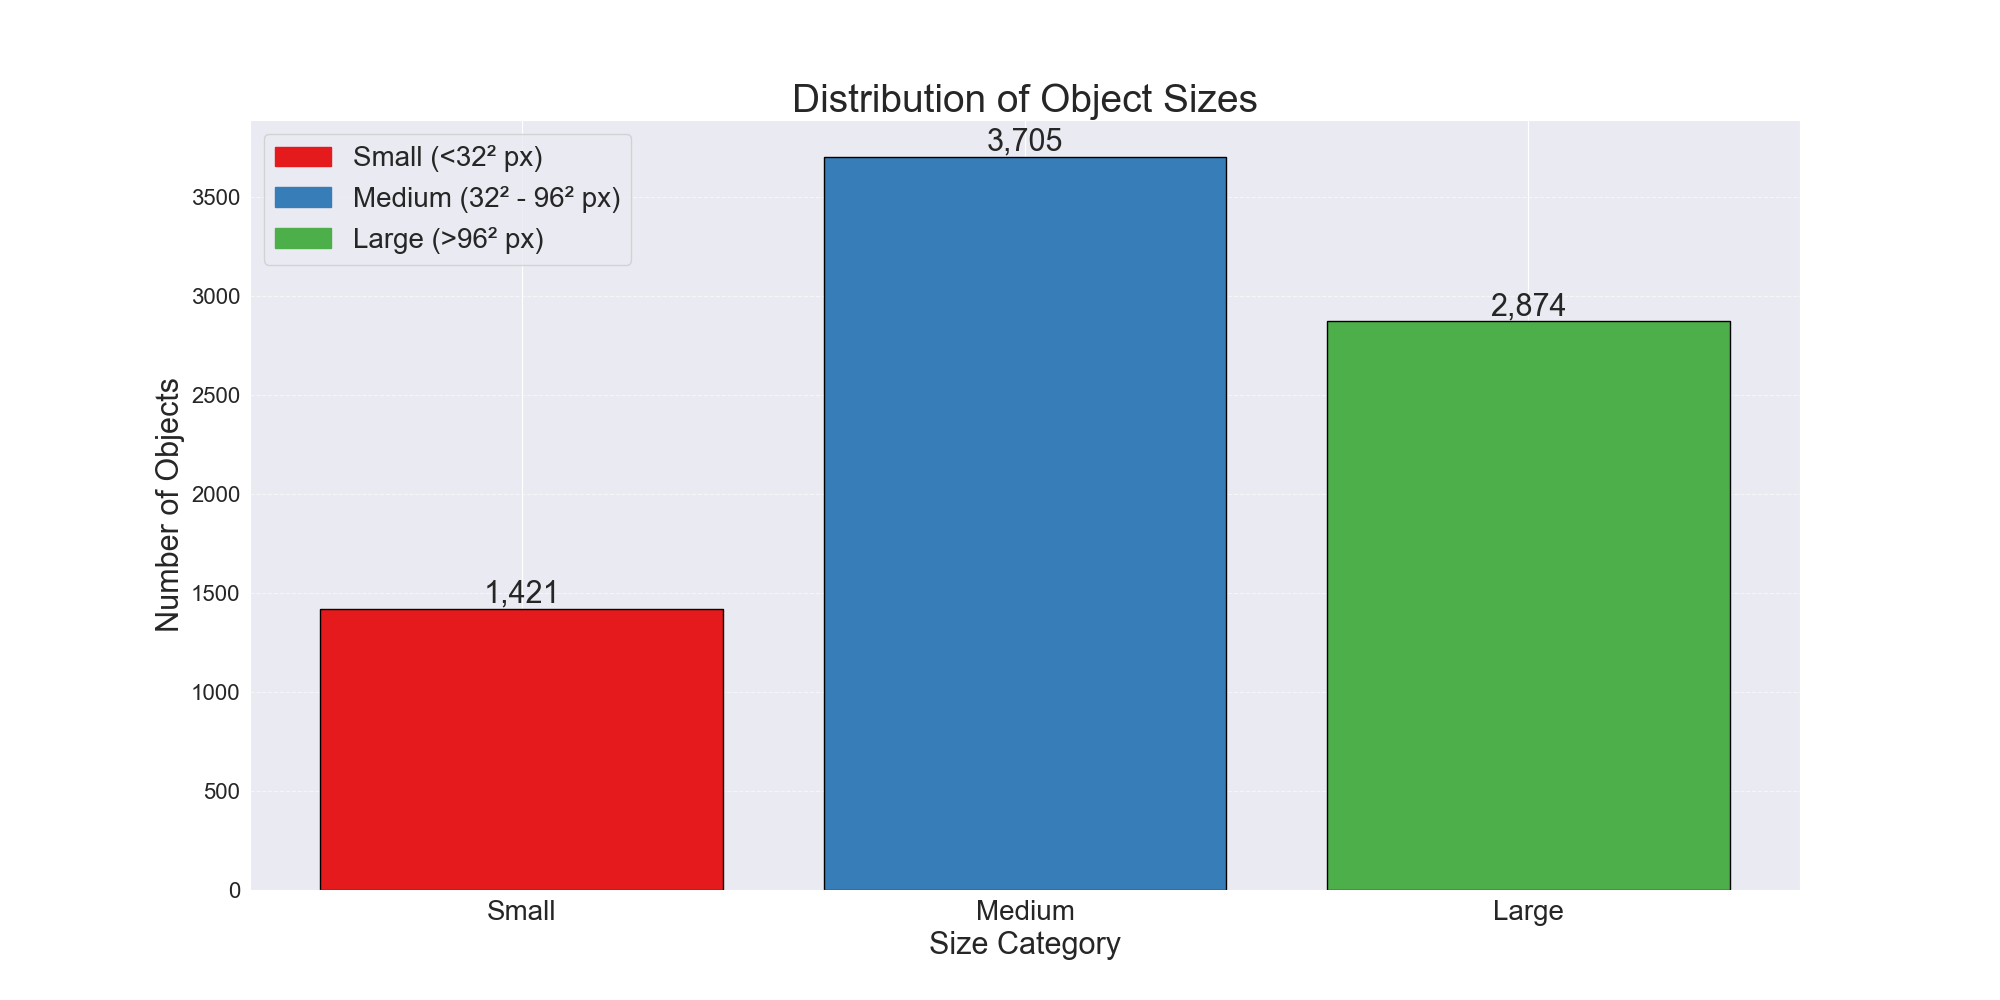 Distribution of Object Sizes
Small (<32² px)
Medium (32² - 96² px)
Large (>96² px)
3,705
2,874
1,421
3500
3000
2500
2000
1500
1000
500
0
Number of Objects
Small
Medium
Large
Size Category